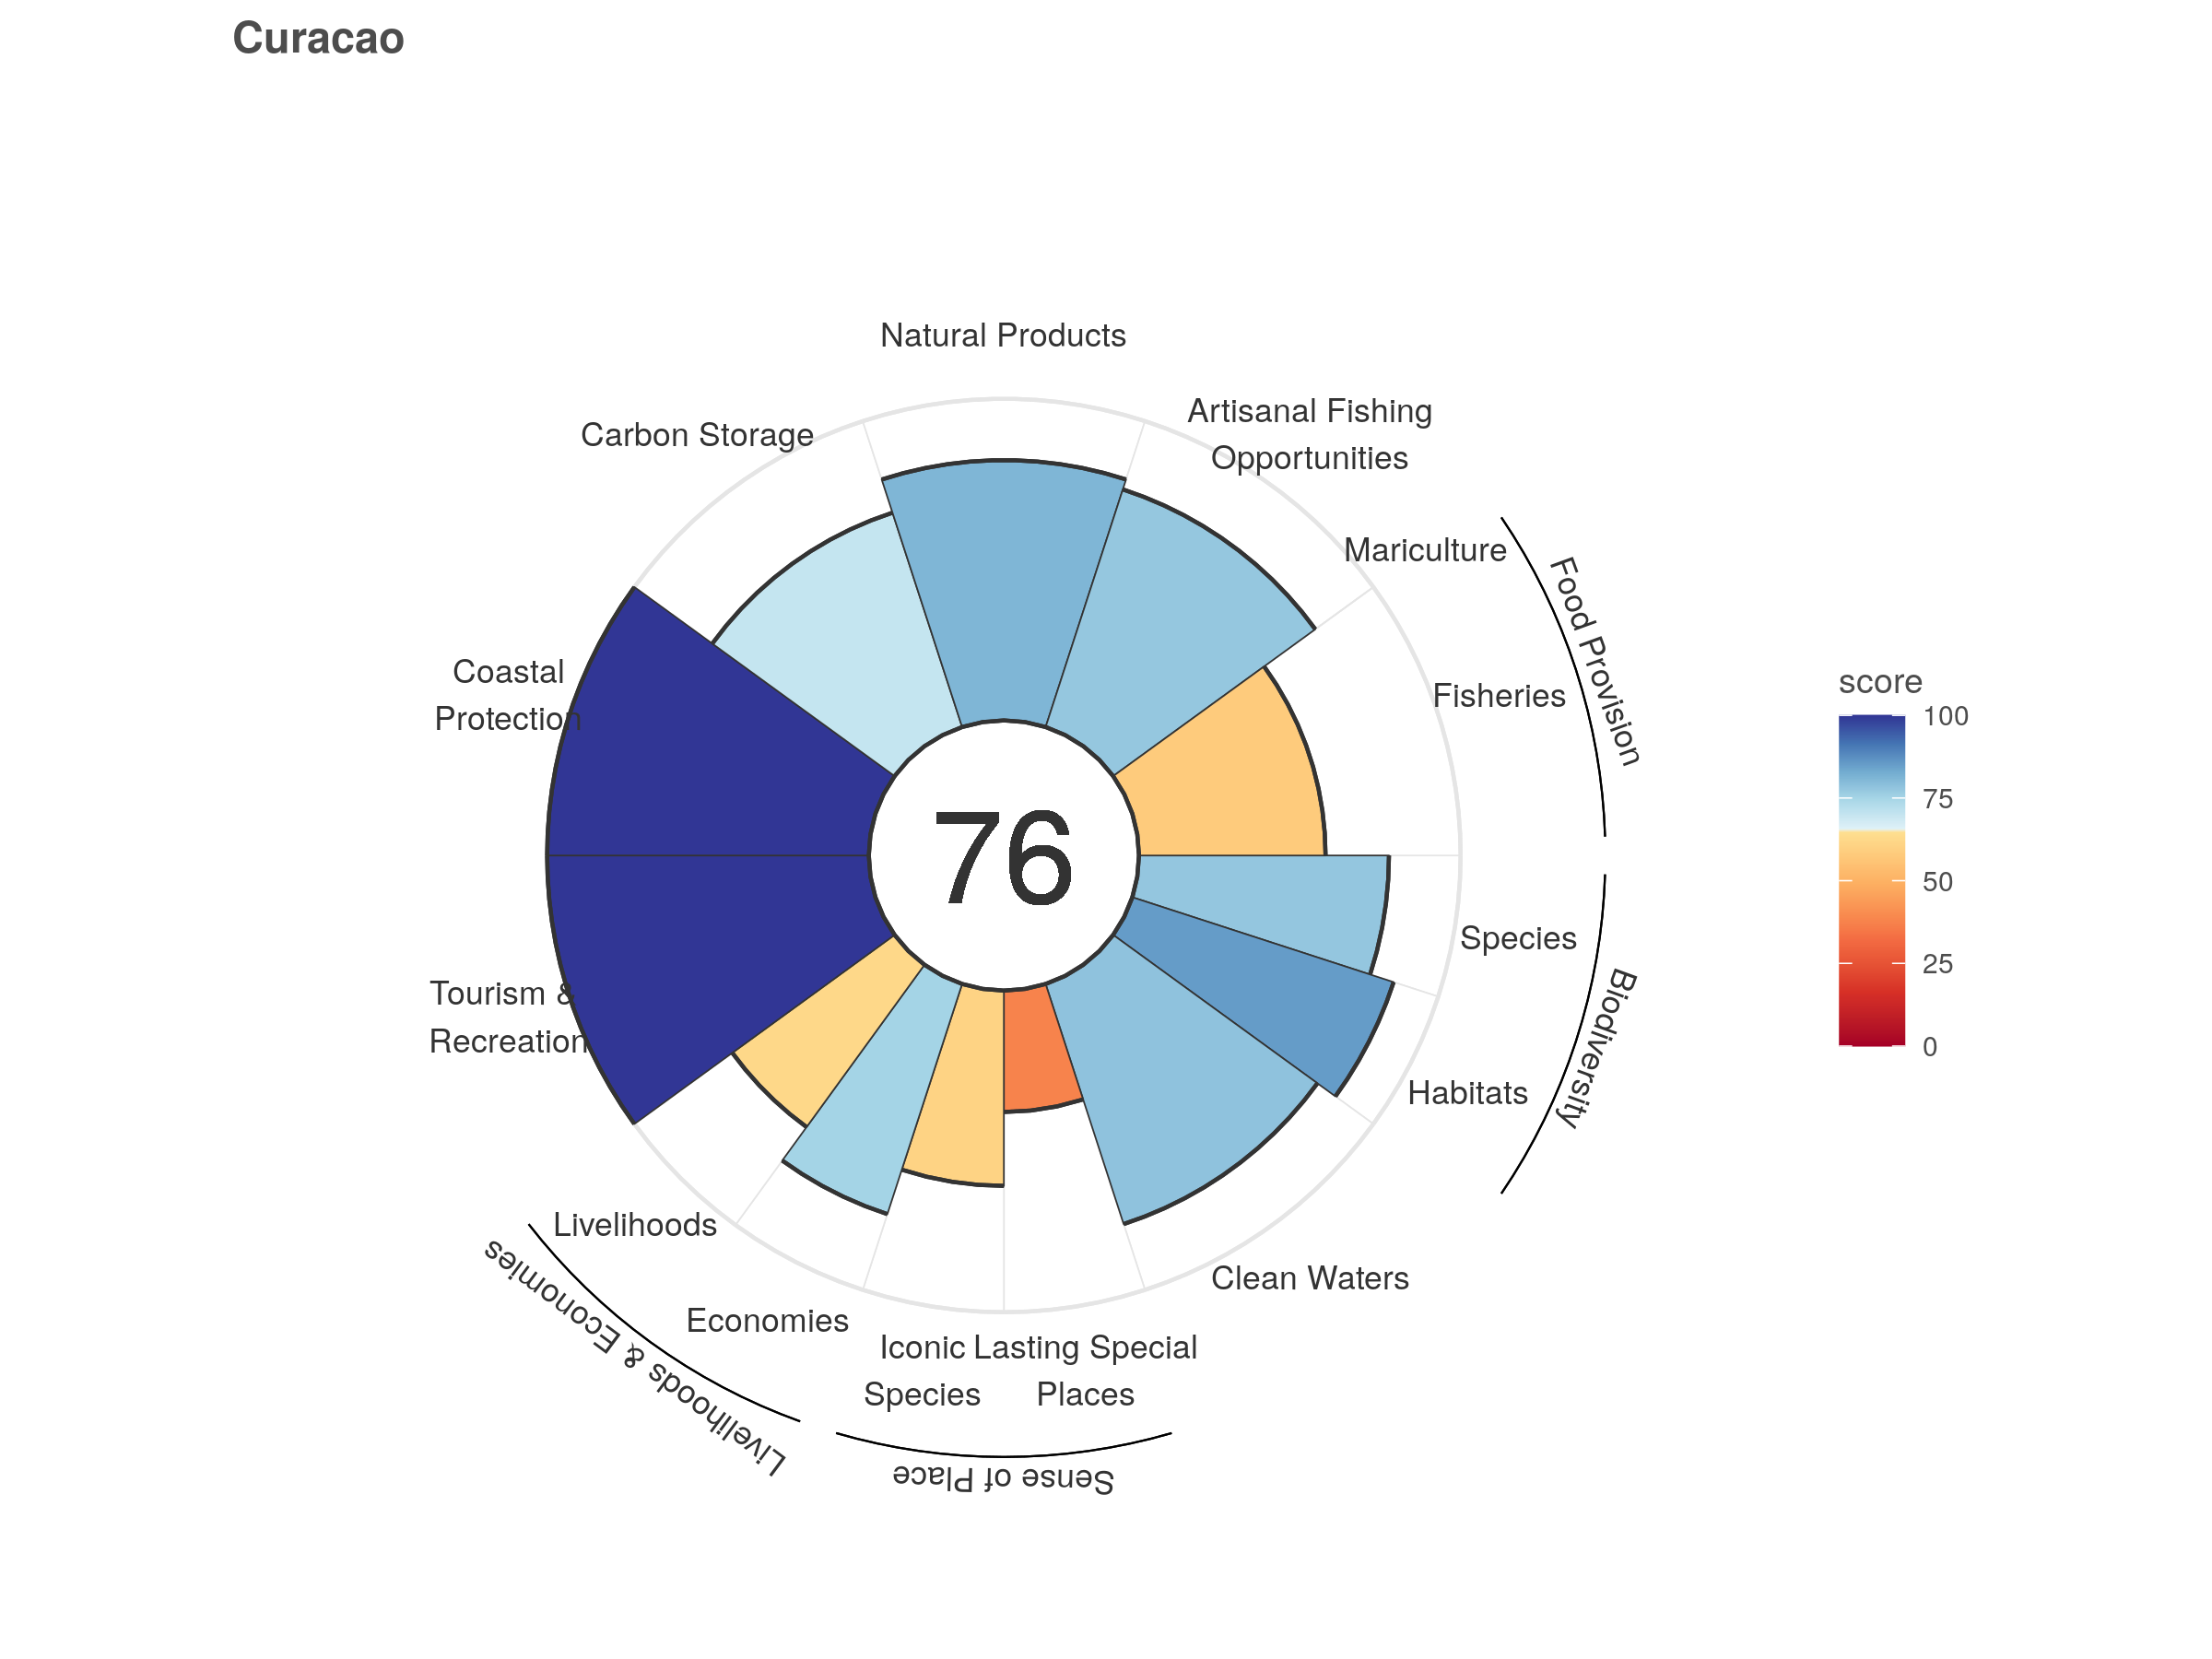 Curacao
Natural Products
Carbon Storage
Artisanal Fishing
Opportunities
Mariculture
Food Provision
Fisheries
Coastal
Protection
76
score
100
75
50
25
0
Species
Biodiversity
Tourism &
Recreation
Habitats
Livelihoods
Clean Waters
Economies
Livelihoods & Economies
Iconic
Species
Lasting Special
Places
Sense of Place